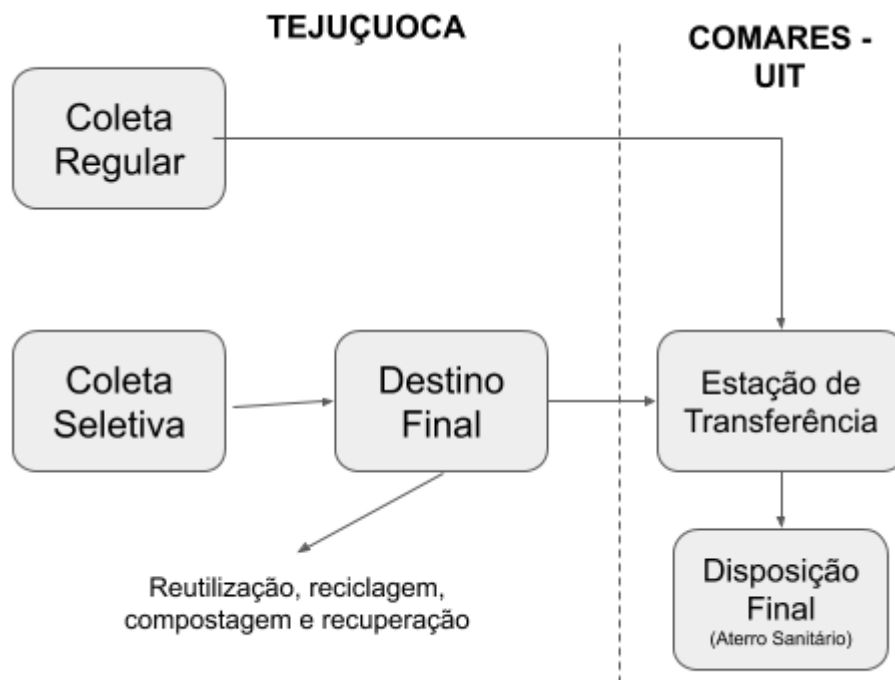 TEJUÇUOCA
COMARES -
UIT
Coleta
Regular
Coleta
Seletiva
Destino
Final
Estação de
Transferência
Reutilização, reciclagem,
compostagem e recuperação
Disposição
Final
(Aterro Sanitário)